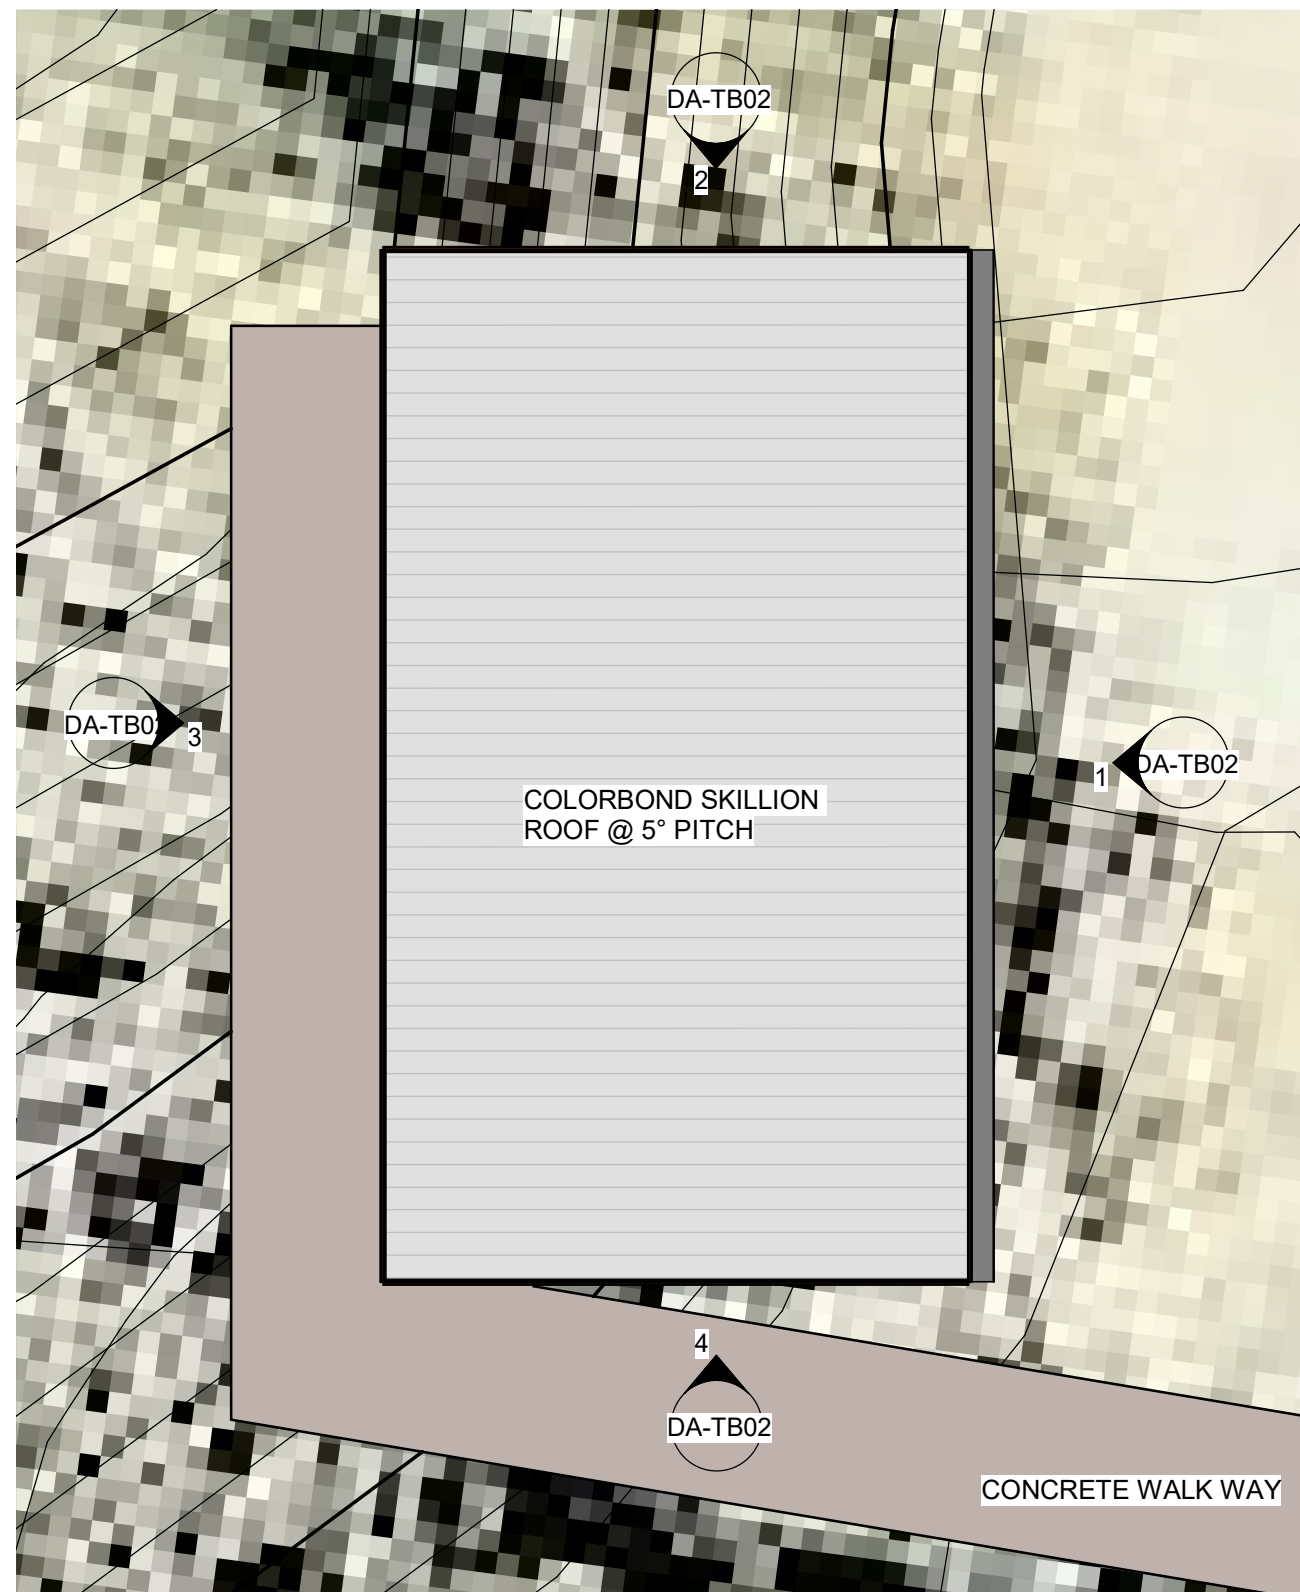 DA-TB02
2
DA-TB02
3
1
DA-TB02
COLORBOND SKILLION
ROOF @ 5° PITCH
4
DA-TB02
CONCRETE WALK WAY